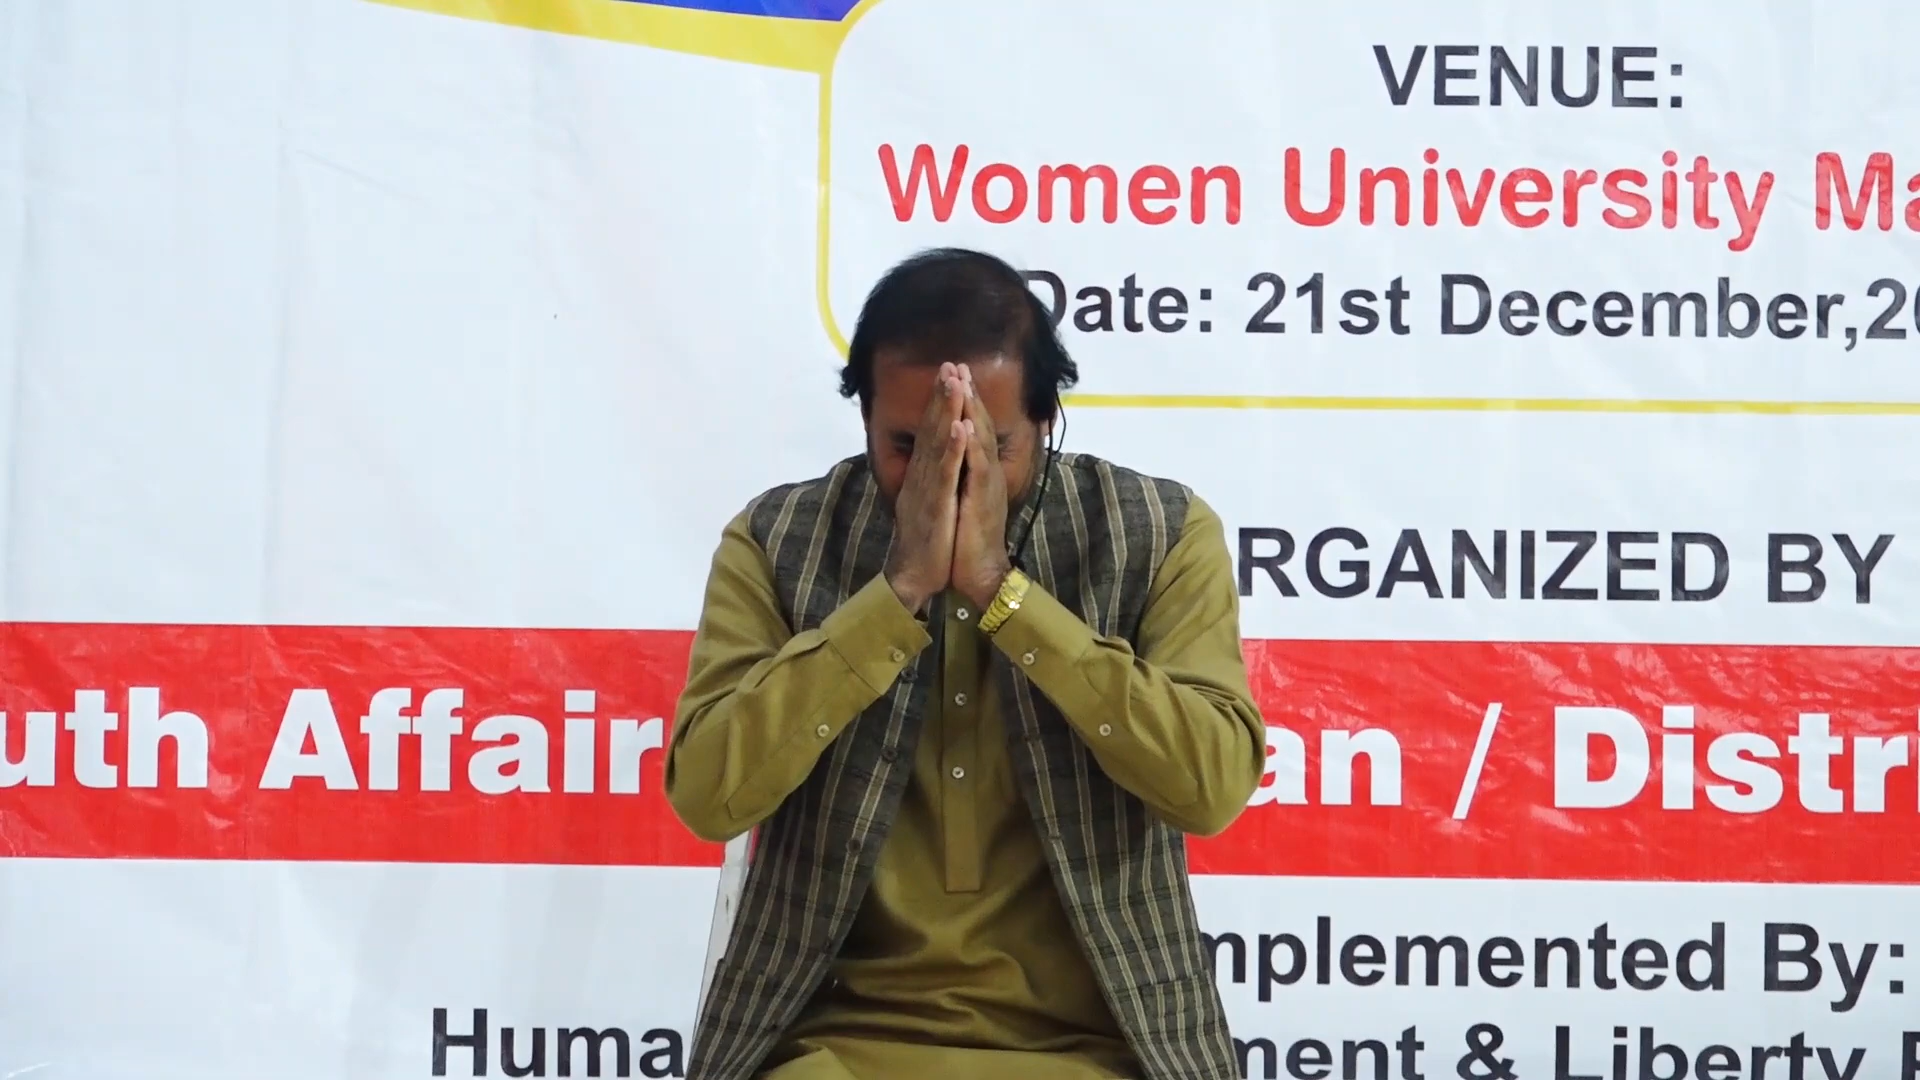 VENUE:
Women University Ma
Date: 21st December,20
RGANIZED BY
uth Affair an / Distri
mplemented By:
Huma ment & Liberty